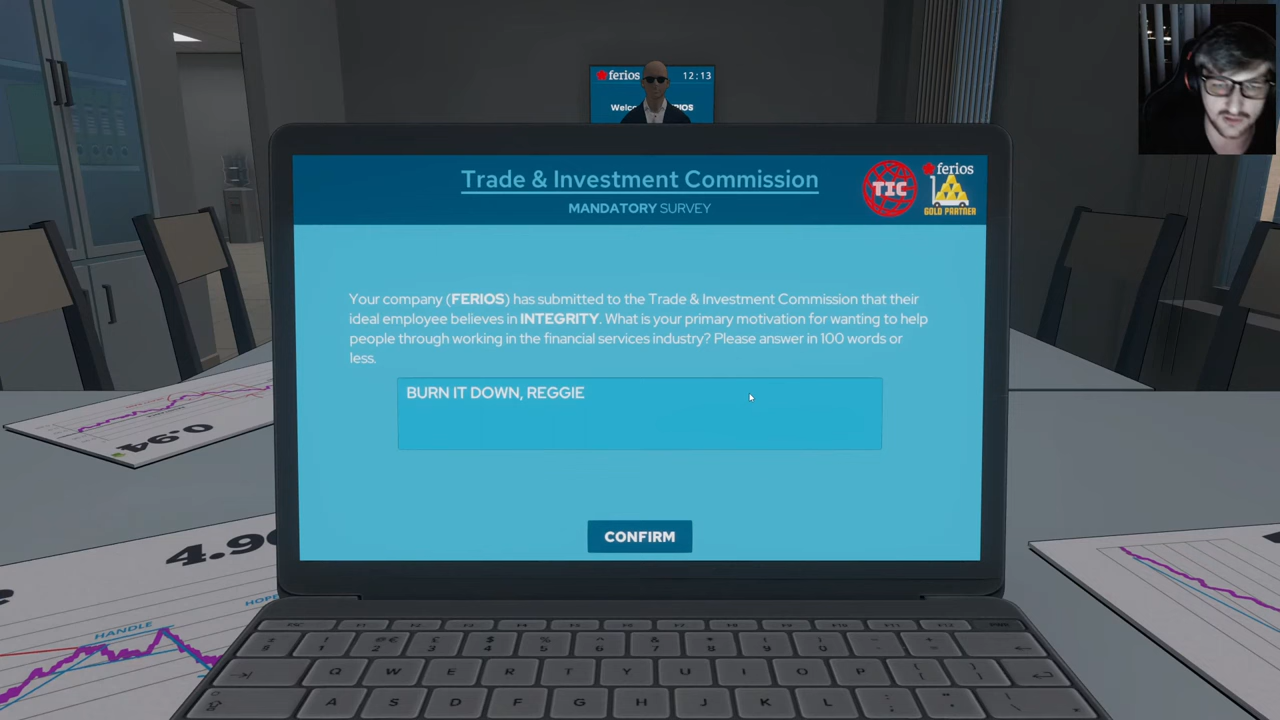 ferios 12:13
Trade & Investment Commission
MANDATORY SURVEY
TIC
ferios
GOLD PARTNER
Your company (FERIOS) has submitted to the Trade & Investment Commission that their
ideal employee believes in INTEGRITY. What is your primary motivation for wanting to help
people through working in the financial services industry? Please answer in 100 words or
less.
BURN IT DOWN, REGGIE
CONFIRM
0.94
HANDLE
Q W E R T Y U I O P
A S D F G H J K L